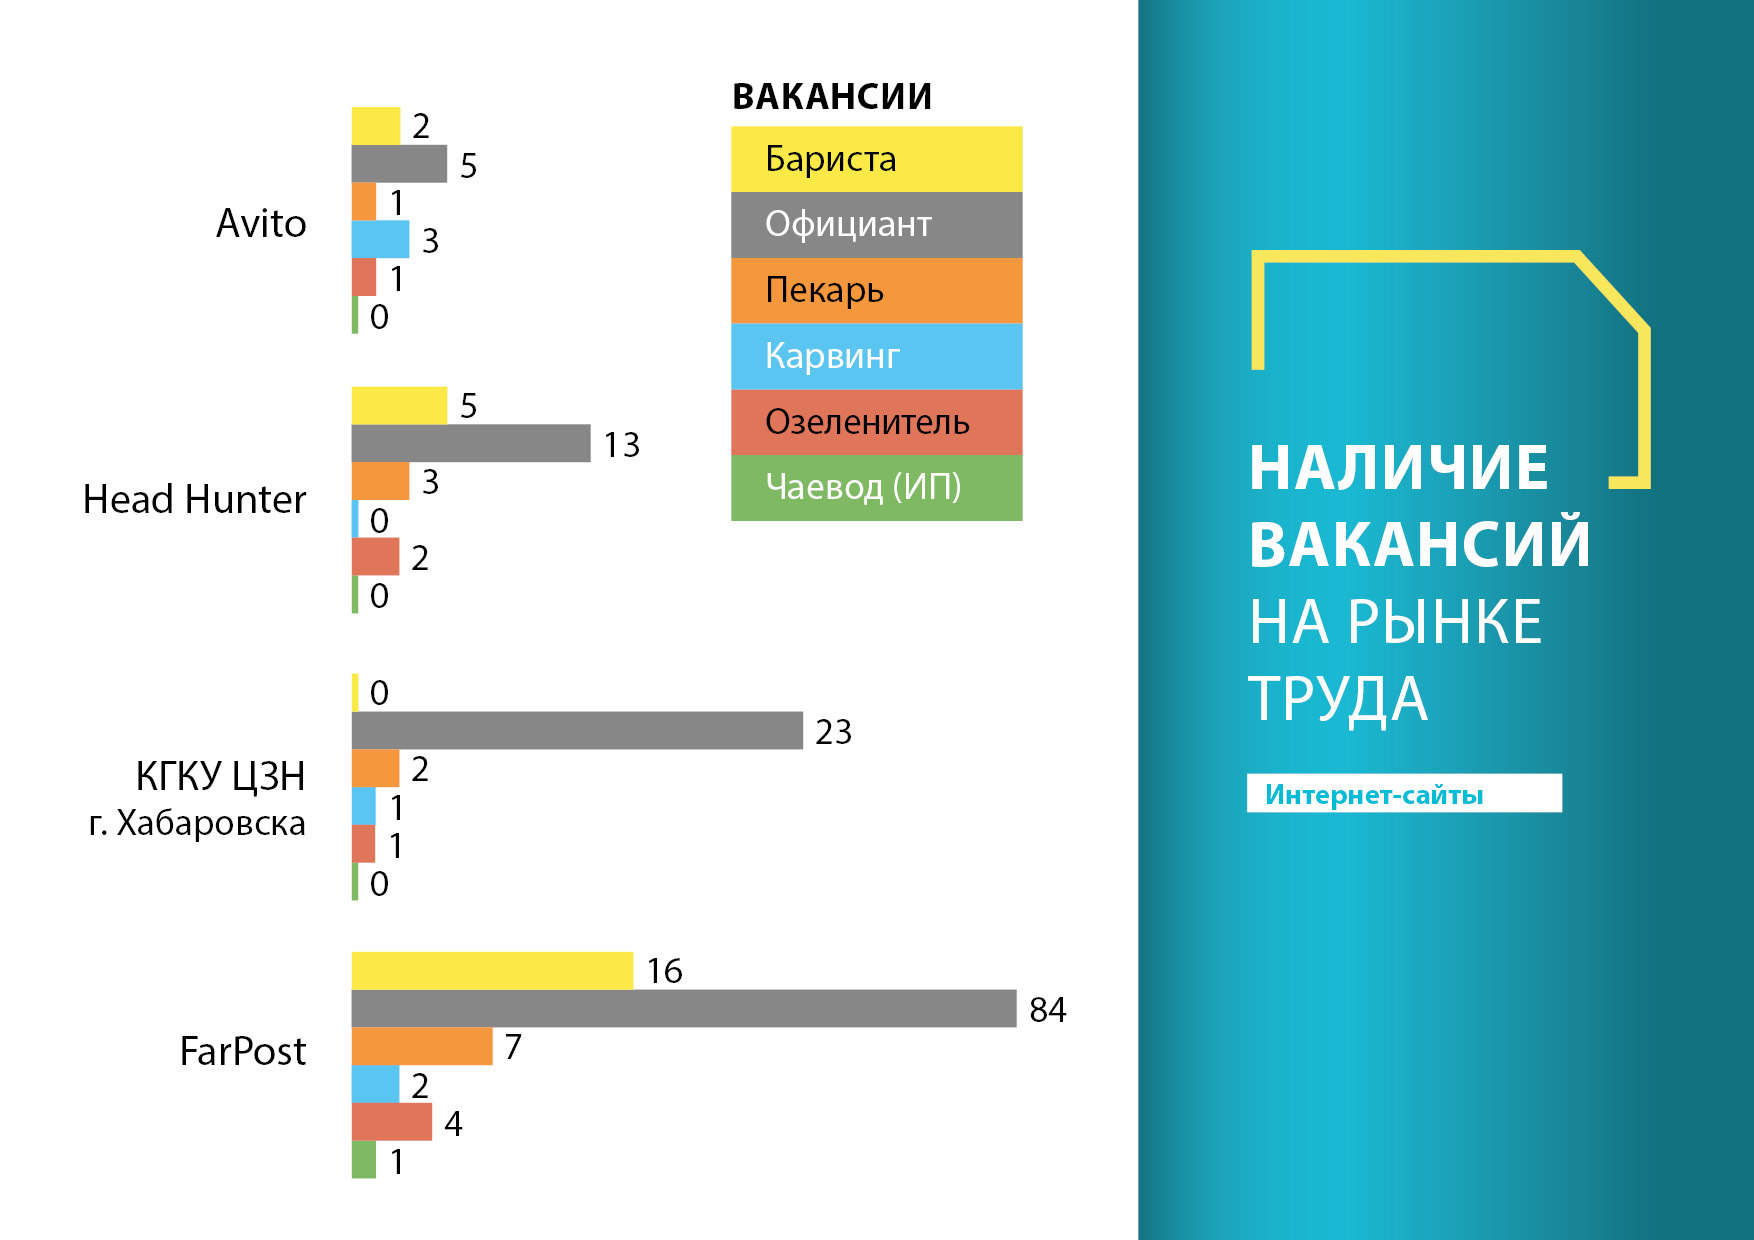 ВАКАНСИИ
Бариста
Официант
Пекарь
Карвинг
Озеленитель
Чаевод (ИП)
Avito
2
5
1
3
1
0
Head Hunter
5
13
3
0
2
0
КГКУ ЦЗН
г. Хабаровска
0
23
2
1
1
0
FarPost
16
84
7
2
4
1
НАЛИЧИЕ
ВАКАНСИЙ
НА РЫНКЕ
ТРУДА
Интернет-сайты